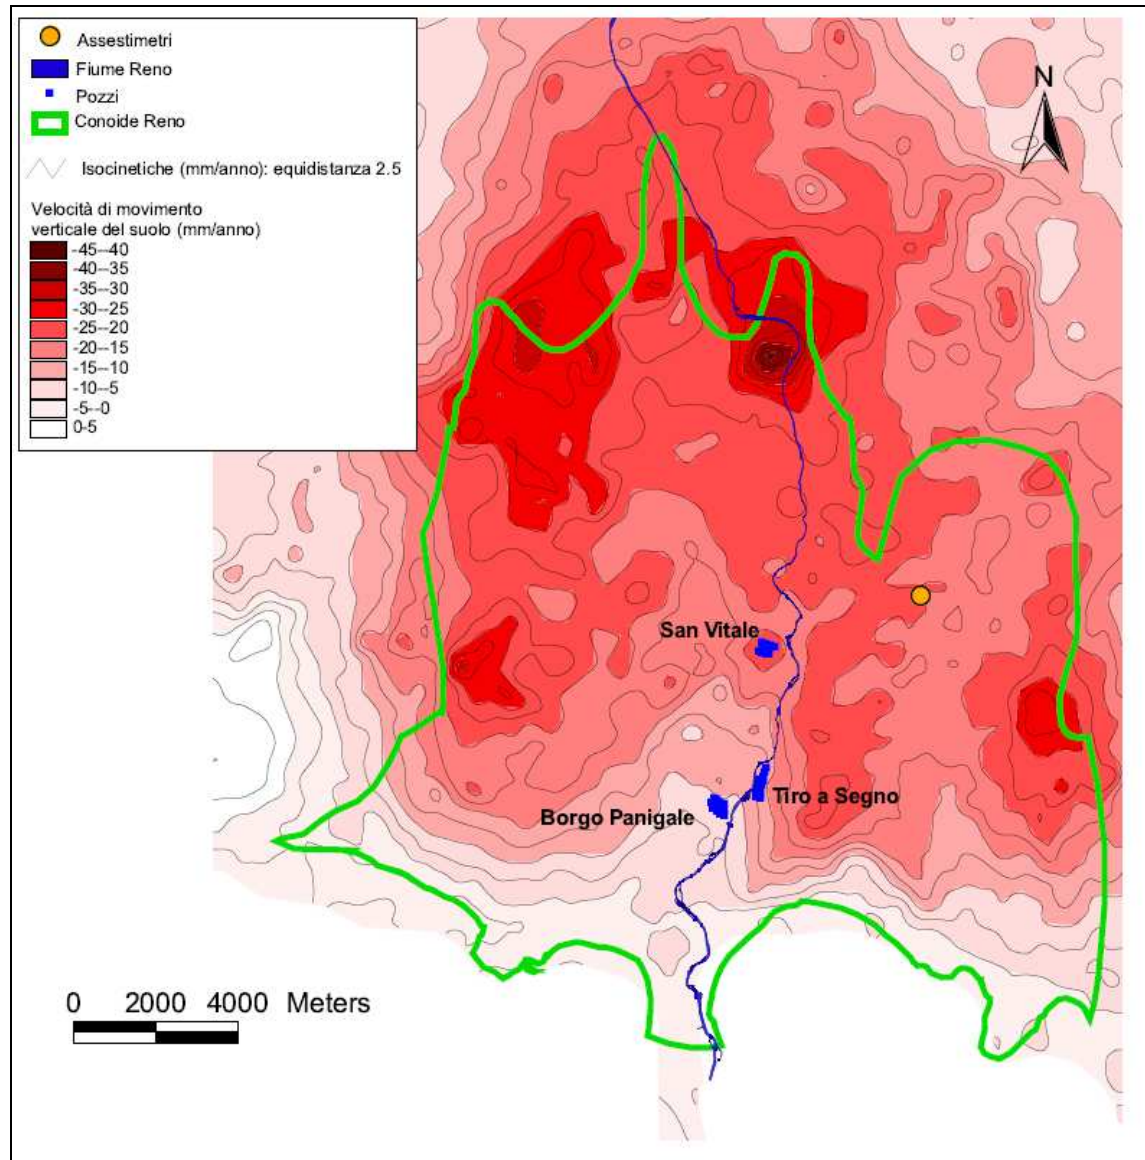 Assestimetri
Fiume Reno
Pozzi
Conoide Reno
Isocinetiche (mm/anno): equidistanza 2.5
Velocità di movimento
verticale del suolo (mm/anno)
-45--40
-40--35
-35--30
-30--25
-25--20
-20--15
-15--10
-10--5
-5--0
0-5
N
San Vitale
Tiro a Segno
Borgo Panigale
0 2000 4000 Meters